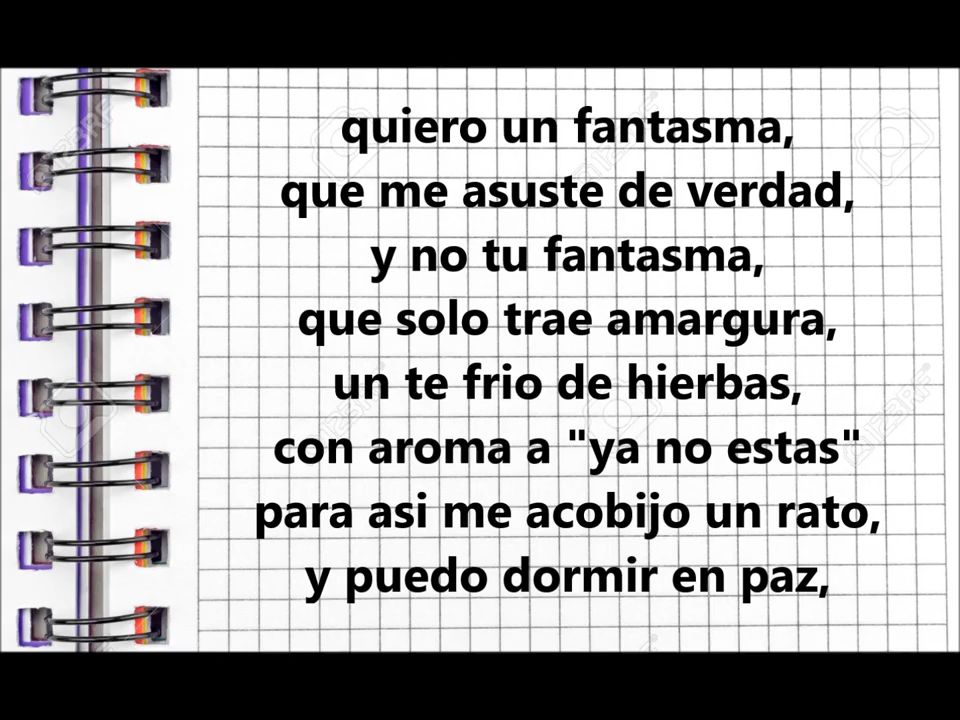 quiero un fantasma,
que me asuste de verdad,
y no tu fantasma,
que solo trae amargura,
un te frio de hierbas,
con aroma a "ya no estas"
para asi me acobijo un rato,
y puedo dormir en paz,